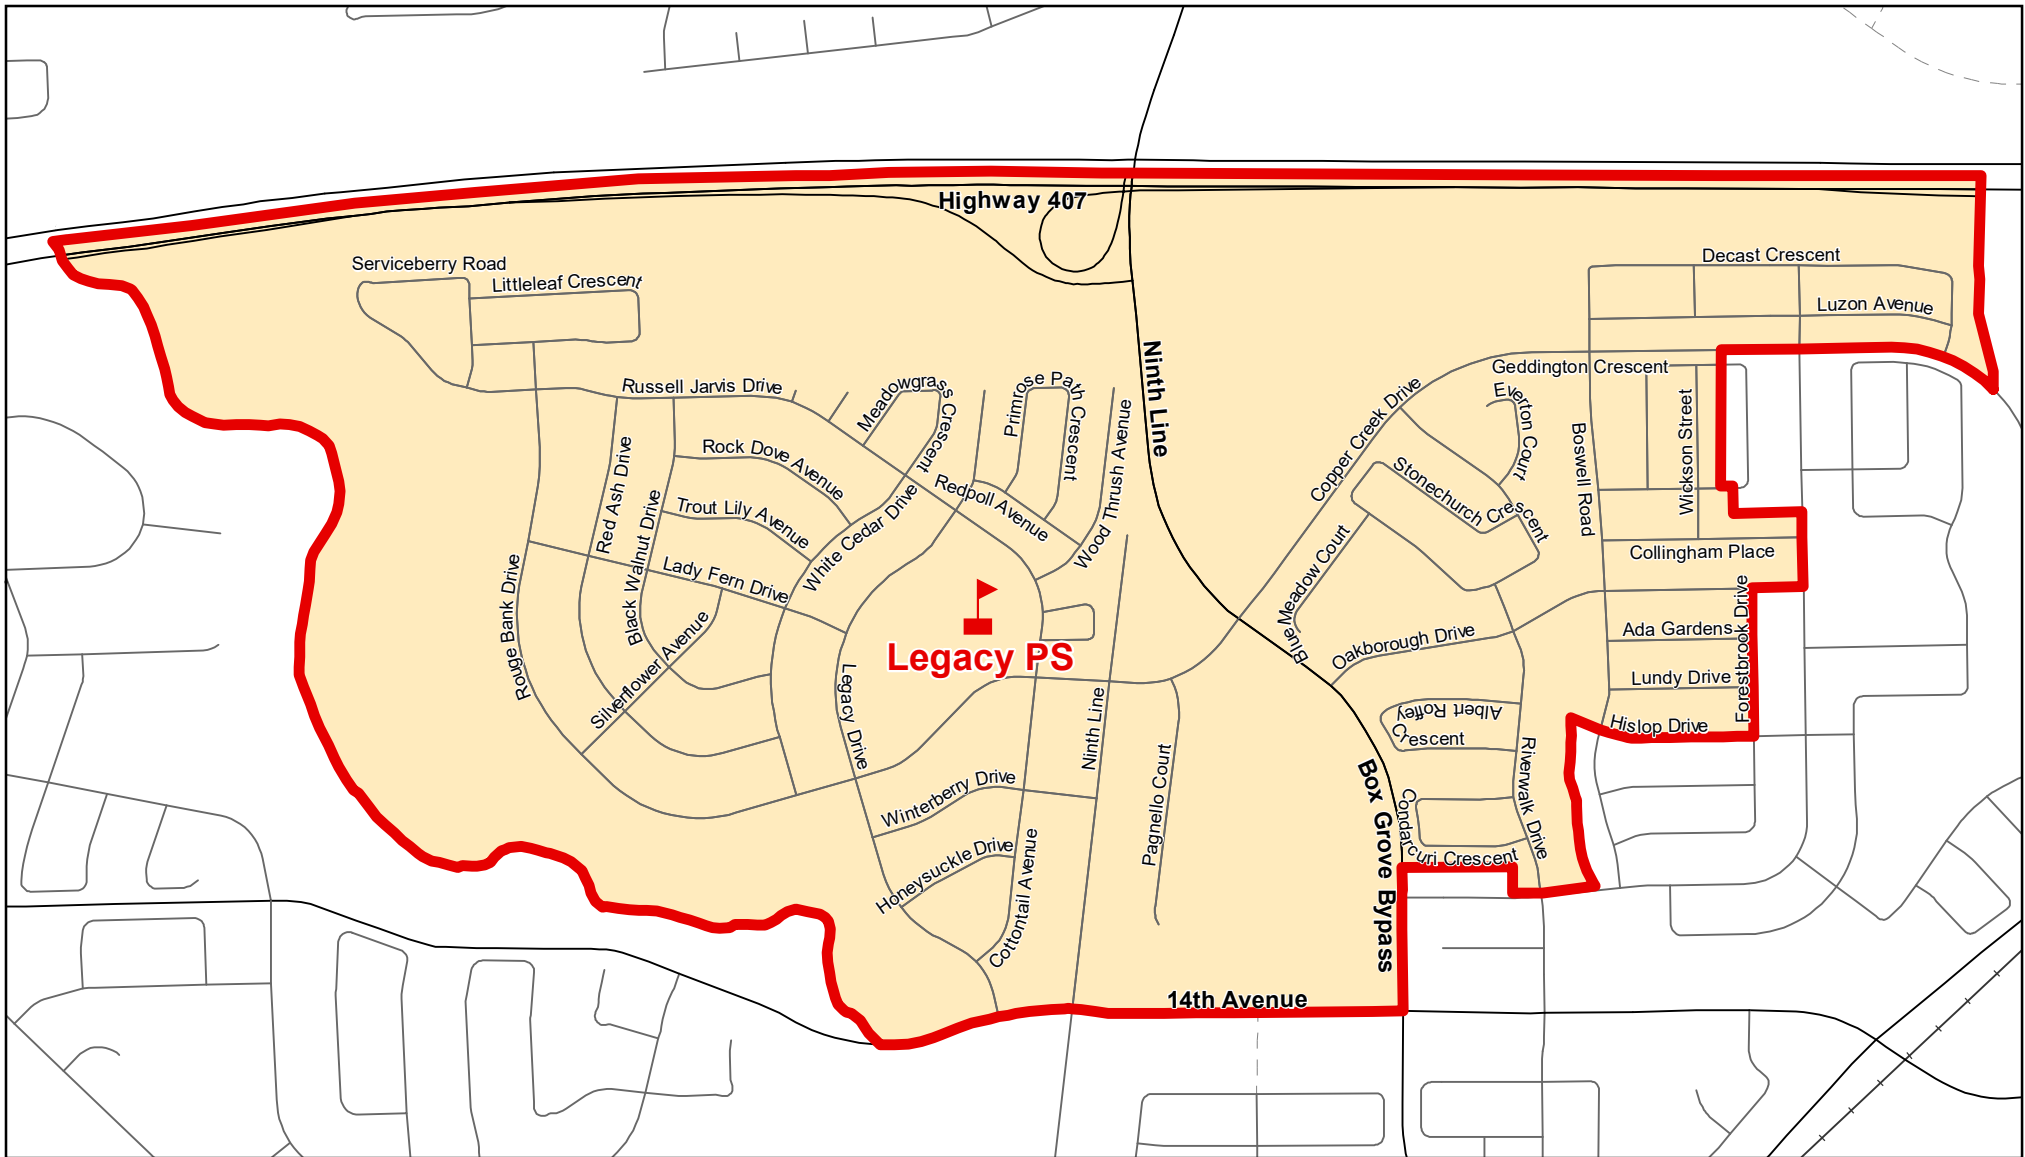 Highway 407
Decast Crescent
Serviceberry Road
Littleleaf Crescent
Luzon Avenue
Ninth Line
Geddington Crescent
Russell Jarvis Drive
Meadowgrass Crescent
Primrose Path Crescent
Copper Creek Drive
Everton Court
Wickson Street
Boswell Road
Wood Thrush Avenue
Rock Dove Avenue
Red Ash Drive
Stonechurch Crescent
Redpoll Avenue
Trout Lily Avenue
Black Walnut Drive
White Cedar Drive
Collingham Place
Lady Fern Drive
Blue Meadow Court
Rouge Bank Drive
Forestbrook Drive
Ada Gardens
Oakborough Drive
Legacy PS
Silverflower Avenue
Lundy Drive
Legacy Drive
Ninth Line
Albert Roffey
Crescent
Hislop Drive
Riverwalk Drive
Pagnello Court
Winterberry Drive
Box Grove Bypass
Condarcuri Crescent
Honeysuckle Drive
Cottontail Avenue
14th Avenue